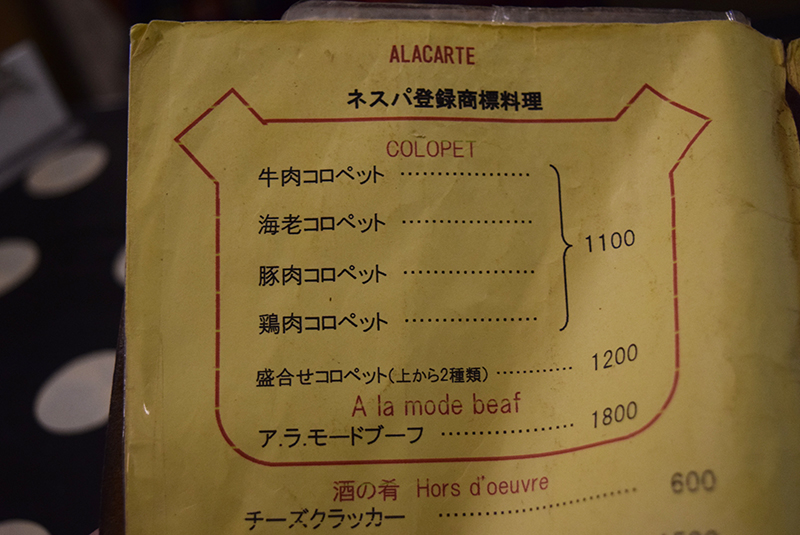 ALACARTE
ネスパ登録商標料理
COLOPET
牛肉コロペット ………………
海老コロペット ………………
豚肉コロペット ………………
鶏肉コロペット ………………
1100
盛合せコロペット(上から2種類) ………… 1200
A la mode beaf
ア.ラ.モードブーフ ………………… 1800
酒の肴 Hors d'oeuvre
チーズクラッカー ………………………… 600